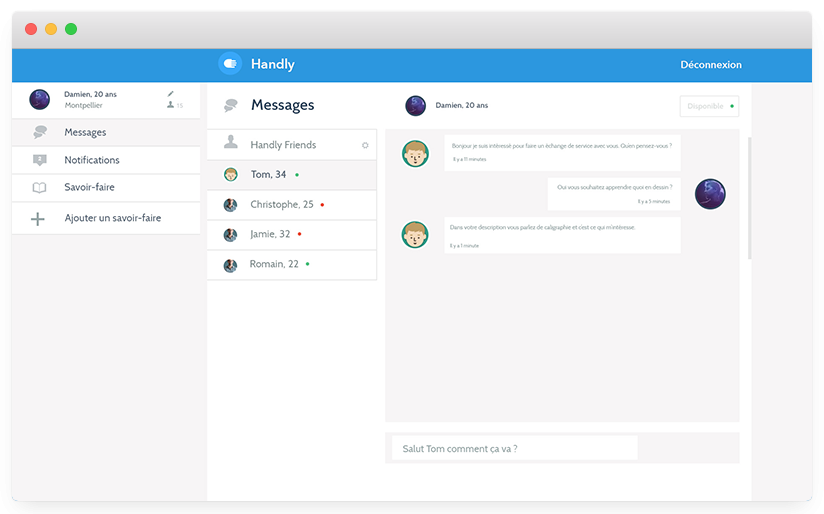 Handly
Déconnexion
Damien, 20 ans
Montpellier
16
Messages
2
Notifications
Savoir-faire
Ajouter un savoir-faire
Messages
Handly Friends
Tom, 34
Christophe, 25
Jamie, 32
Romain, 22
Damien, 20 ans
Disponible
Bonjour je suis intéressé pour faire un échange de service avec vous. Qu'en pensez-vous ?
Il y a 11 minutes
Oui vous souhaitez apprendre quoi en dessin ?
Il y a 5 minutes
Dans votre description vous parlez de caligraphie et c'est ce qui m'intéresse.
Il y a 1 minute
Salut Tom comment ça va ?